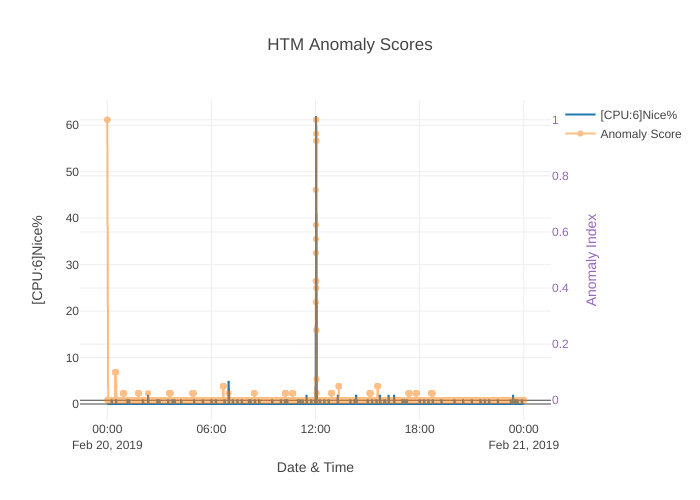 HTM Anomaly Scores
[CPU:6]Nice%
Anomaly Score
60
50
40
30
20
10
0
1
0.8
0.6
0.4
0.2
0
[CPU:6]Nice%
Anomaly Index
00:00
Feb 20, 2019
06:00
12:00
18:00
00:00
Feb 21, 2019
Date & Time